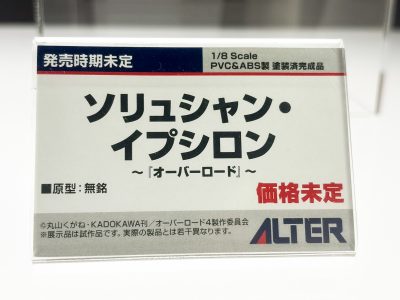 発売時期未定
1/8 Scale
PVC&ABS製 塗装済完成品
ソリュシャン・
イプシロン
～『オーバーロード』～
■原型：無銘
価格未定
©丸山くがね・KADOKAWA刊／オーバーロード4製作委員会
※展示品は試作品です。実際の製品とは若干異なります。
ALTER